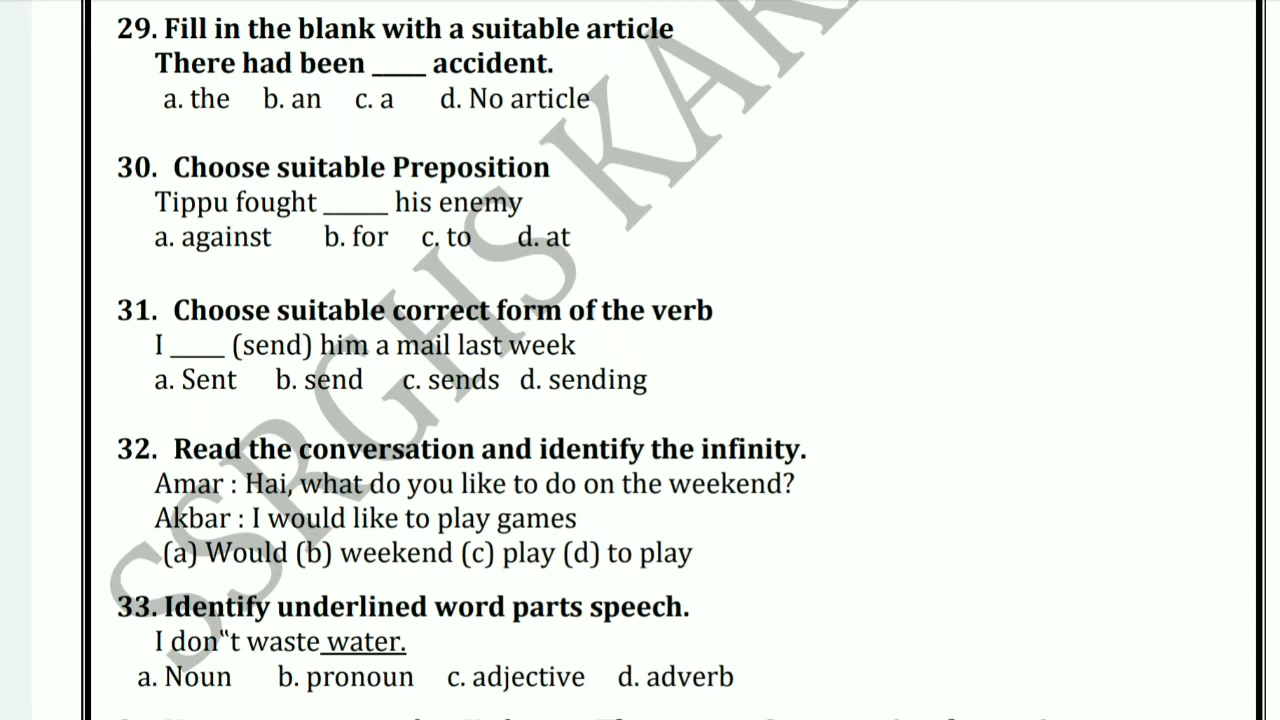 29. Fill in the blank with a suitable article
There had been ____ accident.
a. the b. an c. a d. No article
30. Choose suitable Preposition
Tippu fought _____ his enemy
a. against b. for c. to d. at
31. Choose suitable correct form of the verb
I ____ (send) him a mail last week
a. Sent b. send c. sends d. sending
32. Read the conversation and identify the infinity.
Amar : Hai, what do you like to do on the weekend?
Akbar : I would like to play games
(a) Would (b) weekend (c) play (d) to play
33. Identify underlined word parts speech.
I don‟t waste water.
a. Noun b. pronoun c. adjective d. adverb
SSRGHS